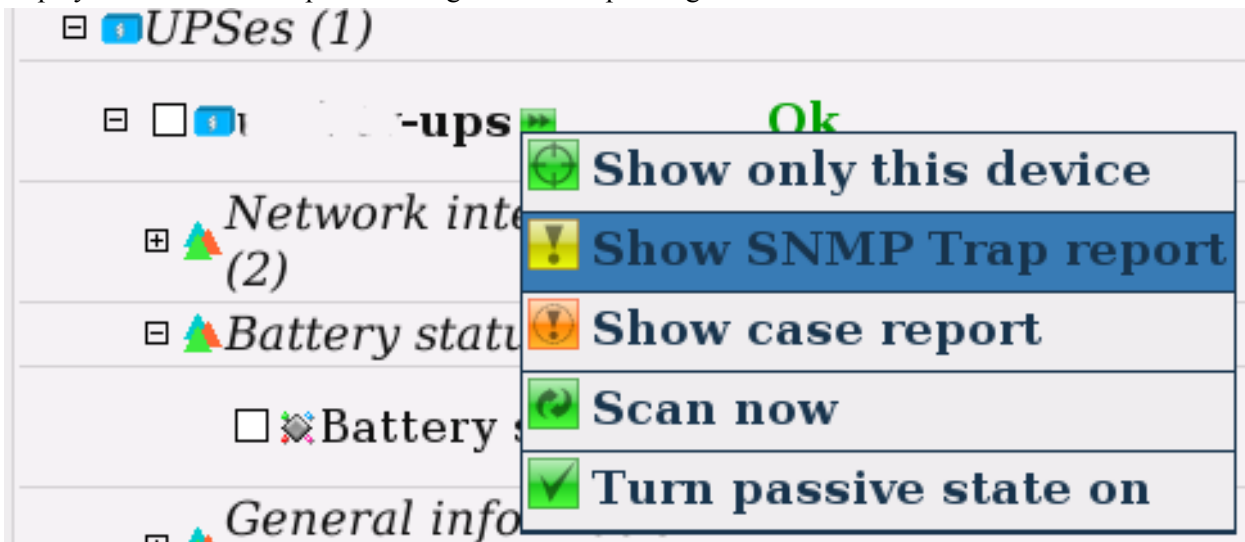 UPSes (1)
-ups Ok
Show only this device
Network inte
(2)
Show SNMP Trap report
Show case report
Battery statu
Scan now
Battery
Turn passive state on
General info